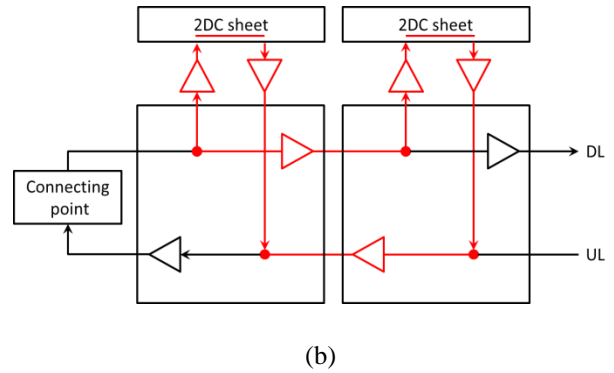 2DC sheet
2DC sheet
DL
Connecting
point
UL
(b)